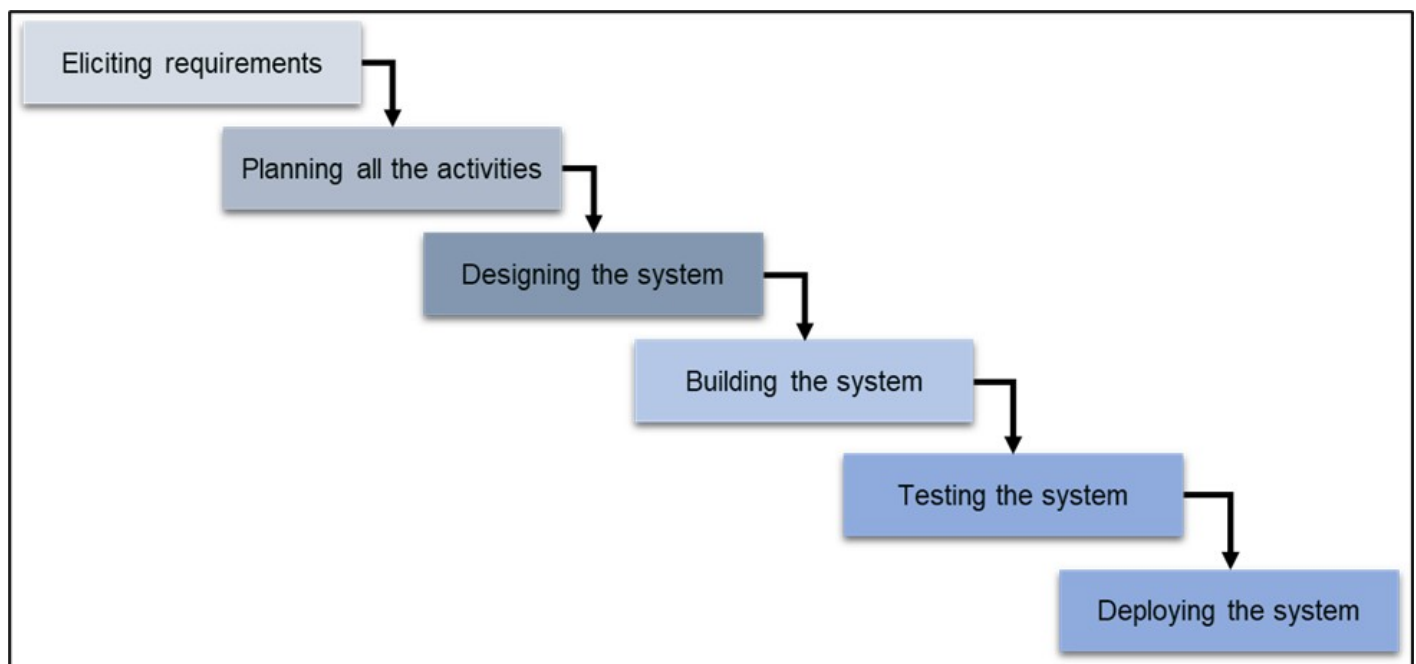 Eliciting requirements
Planning all the activities
Designing the system
Building the system
Testing the system
Deploying the system